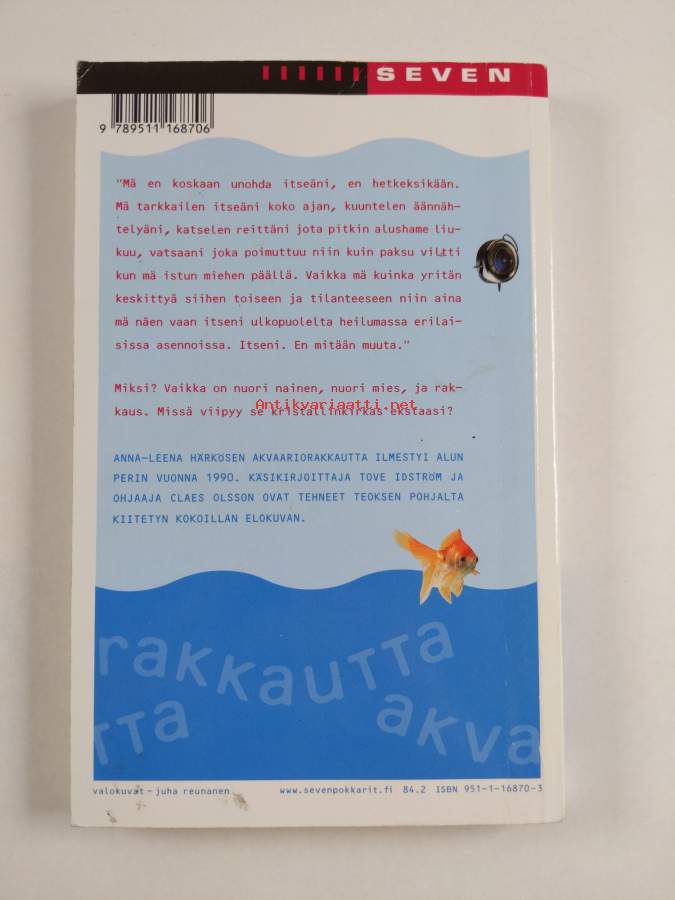 SEVEN
9 789511 168706
"Mä en koskaan unohda itseäni, en hetkeksikään.
Mä tarkkailen itseäni koko ajan, kuuntelen äännäh-
telyäni, katselen reittäni jota pitkin alushame liu-
kuu, vatsaani joka poimuttuu niin kuin paksu viltti
kun mä istun miehen päällä. Vaikka mä kuinka yritän
keskittyä siihen toiseen ja tilanteeseen niin aina
mä näen vaan itseni ulkopuolelta heilumassa erilai-
sissa asennoissa. Itseni. En mitään muuta."
Miksi? Vaikka on nuori nainen, nuori mies, ja rak-
kaus. Missä viipyy se kristallinkirkas ekstaasi?
Antikvariaatti.net
ANNA-LEENA HÄRKÖSEN AKVAARIORAKKAUTTA ILMESTYI ALUN
PERIN VUONNA 1990. KÄSIKIRJOITTAJA TOVE IDSTRÖM JA
OHJAAJA CLAES OLSSON OVAT TEHNEET TEOKSEN POHJALTA
KIITETYN KOKOILLAN ELOKUVAN.
rakkautta
tta akva
valokuvat – juha reunanen www.sevenpokkarit.fi 84.2 ISBN 951-1-16870-3